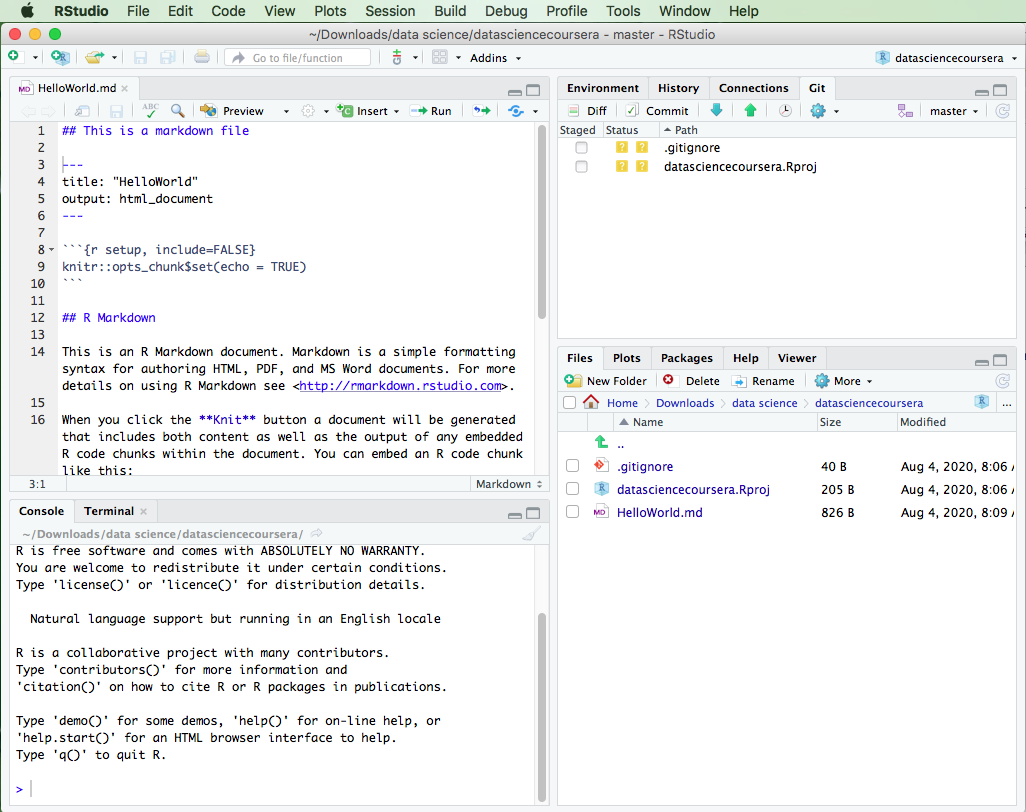 RStudio File Edit Code View Plots Session Build Debug Profile Tools Window Help
~/Downloads/data science/datasciencecoursera - master - RStudio
Go to file/function Addins datasciencecoursera
HelloWorld.md
ABC Preview Insert Run
1 ## This is a markdown file
2
3 ---
4 title: "HelloWorld"
5 output: html_document
6 ---
7
8 ```{r setup, include=FALSE}
9 knitr::opts_chunk$set(echo = TRUE)
10 ```
11
12 ## R Markdown
13
14 This is an R Markdown document. Markdown is a simple formatting
syntax for authoring HTML, PDF, and MS Word documents. For more
details on using R Markdown see <http://rmarkdown.rstudio.com>.
15
16 When you click the **Knit** button a document will be generated
that includes both content as well as the output of any embedded
R code chunks within the document. You can embed an R code chunk
like this:
3:1 Markdown
Console Terminal
~/Downloads/data science/datasciencecoursera/
R is free software and comes with ABSOLUTELY NO WARRANTY.
You are welcome to redistribute it under certain conditions.
Type 'license()' or 'licence()' for distribution details.
Natural language support but running in an English locale
R is a collaborative project with many contributors.
Type 'contributors()' for more information and
'citation()' on how to cite R or R packages in publications.
Type 'demo()' for some demos, 'help()' for on-line help, or
'help.start()' for an HTML browser interface to help.
Type 'q()' to quit R.
>
Environment History Connections Git
Diff Commit master
Staged Status Path
? ? .gitignore
? ? datasciencecoursera.Rproj
Files Plots Packages Help Viewer
New Folder Delete Rename More
Home Downloads data science datasciencecoursera ...
Name Size Modified
..
.gitignore 40 B Aug 4, 2020, 8:06
datasciencecoursera.Rproj 205 B Aug 4, 2020, 8:06
MD HelloWorld.md 826 B Aug 4, 2020, 8:09